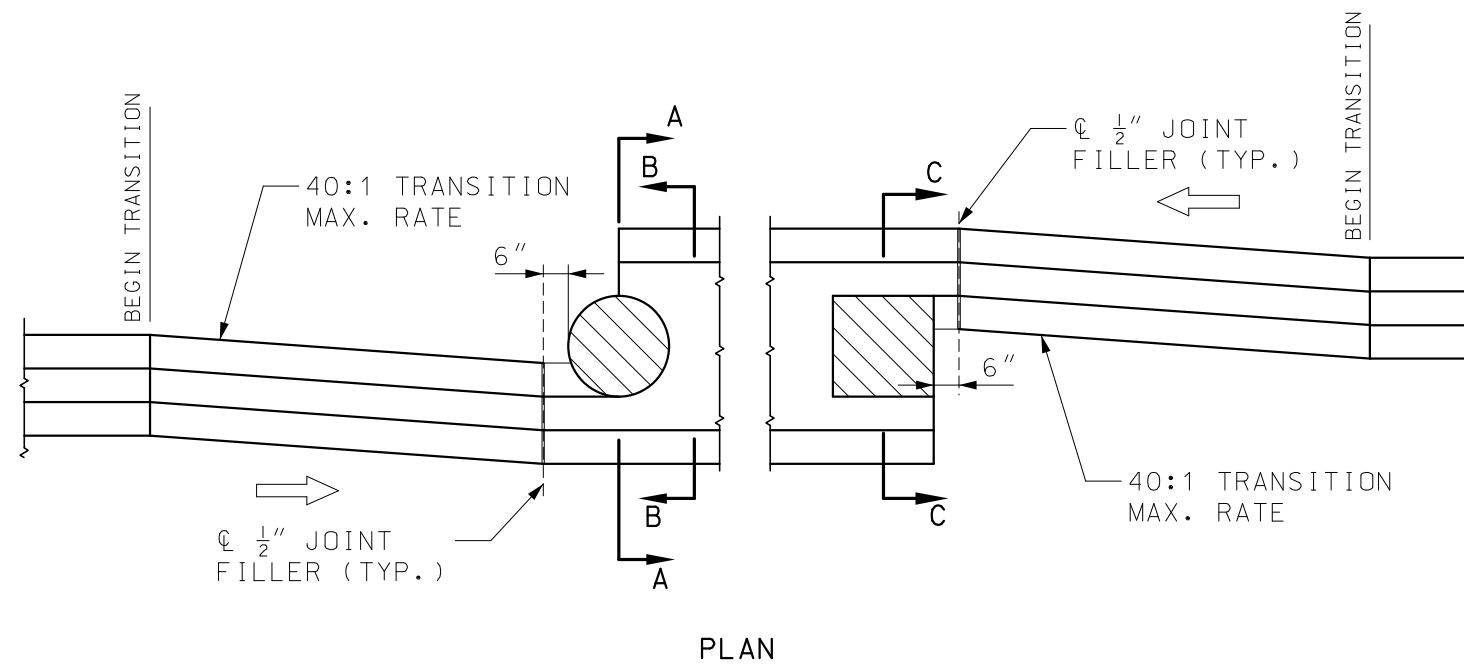 BEGIN TRANSITION
40:1 TRANSITION
MAX. RATE
6"
A
B
C
℄ 1/2" JOINT
FILLER (TYP.)
BEGIN TRANSITION
6"
40:1 TRANSITION
MAX. RATE
℄ 1/2" JOINT
FILLER (TYP.)
B
A
C
PLAN